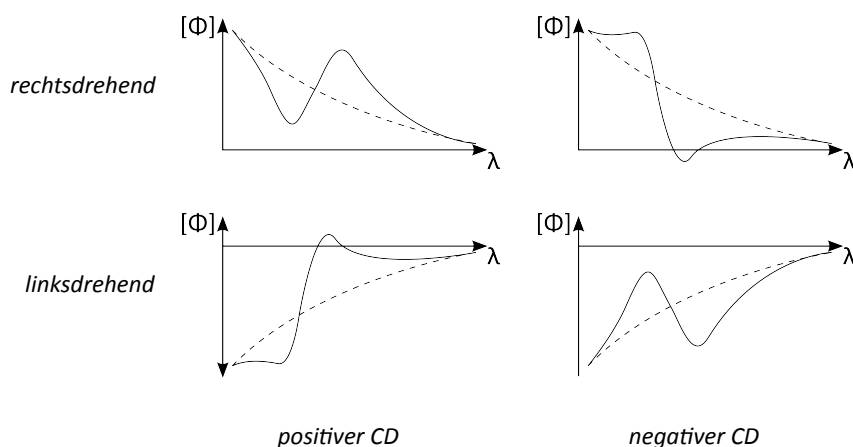 [Φ] [Φ]
rechtsdrehend
λ λ
[Φ] [Φ]
λ λ
linksdrehend
positiver CD negativer CD